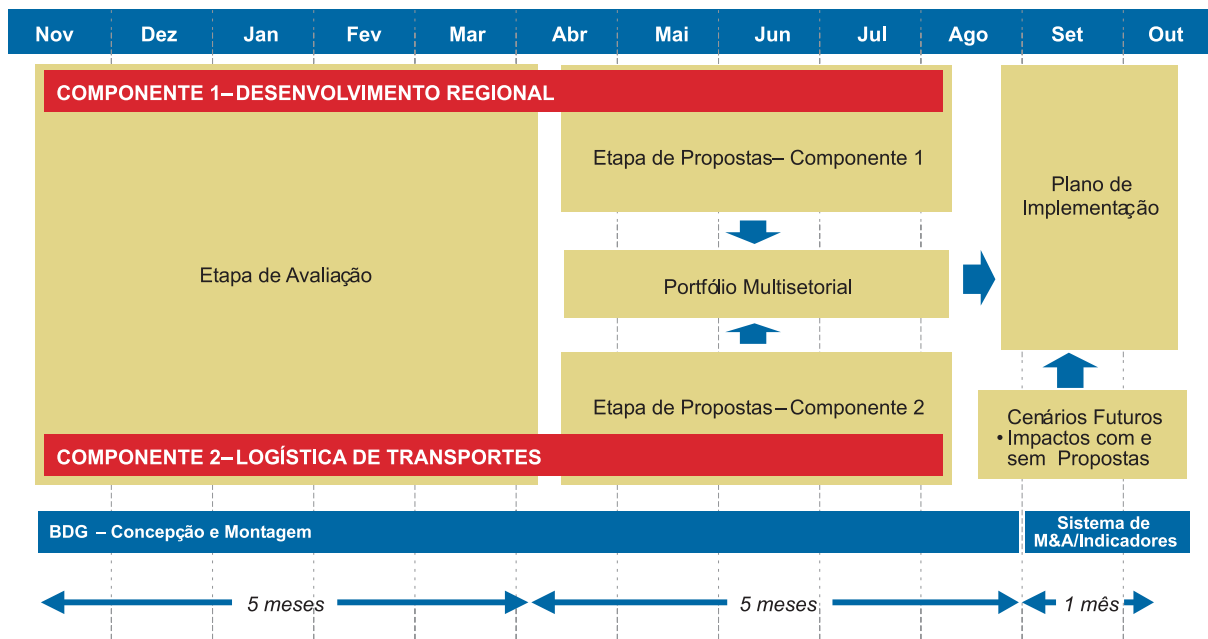 Nov Dez Jan Fev Mar Abr Mai Jun Jul Ago Set Out
COMPONENTE 1–DESENVOLVIMENTO REGIONAL
Etapa de Propostas– Componente 1
Plano de
Implementação
Etapa de Avaliação
Portfólio Multisetorial
Etapa de Propostas–Componente 2
Cenários Futuros
• Impactos com e
sem Propostas
COMPONENTE 2–LOGÍSTICA DE TRANSPORTES
BDG – Concepção e Montagem
Sistema de
M&A/Indicadores
5 meses 5 meses 1 mês